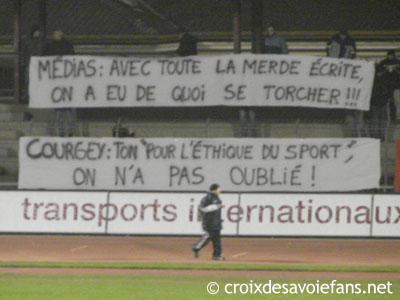 MÉDIAS : AVEC TOUTE LA MERDE ÉCRITE,
ON A EU DE QUOI SE TORCHER !!!
COURGEY : TON "POUR L'ÉTHIQUE DU SPORT",
ON N'A PAS OUBLIÉ !
transports internationaux
© croixdesavoiefans.net